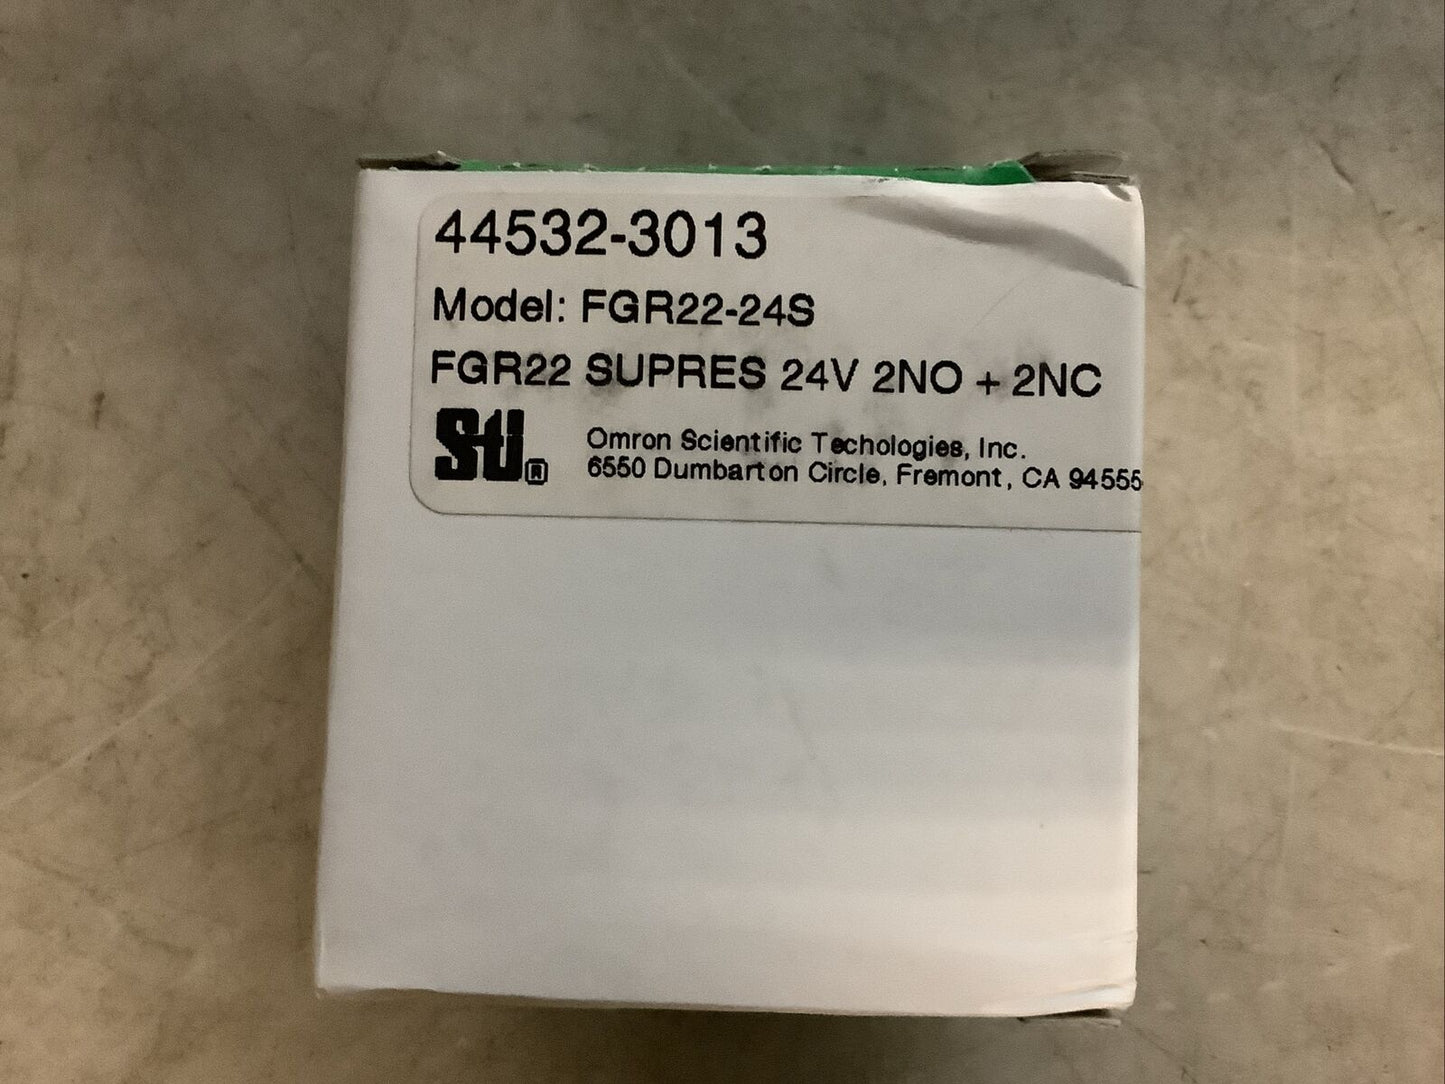 44532-3013
Model: FGR22-24S
FGR22 SUPRES 24V 2NO + 2NC
Sti® Omron Scientific Techologies, Inc.
6550 Dumbarton Circle, Fremont, CA 94555